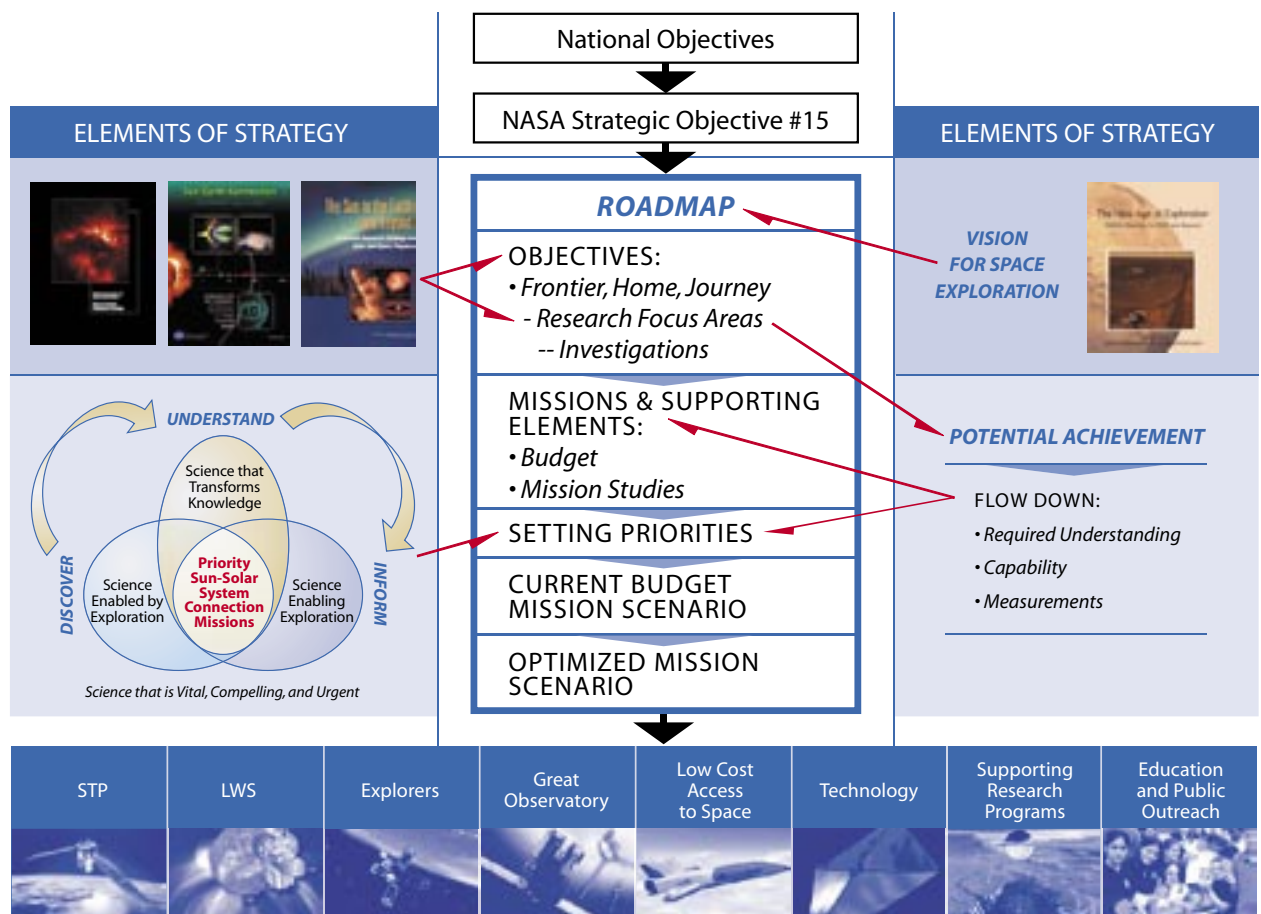 National Objectives
NASA Strategic Objective #15
ELEMENTS OF STRATEGY
UNDERSTAND
Science that
Transforms
Knowledge
DISCOVER
Science
Enabled by
Exploration
Priority
Sun-Solar
System
Connection
Missions
Science
Enabling
Exploration
INFORM
Science that is Vital, Compelling, and Urgent
ROADMAP
OBJECTIVES:
• Frontier, Home, Journey
- Research Focus Areas
-- Investigations
MISSIONS & SUPPORTING
ELEMENTS:
• Budget
• Mission Studies
SETTING PRIORITIES
CURRENT BUDGET
MISSION SCENARIO
OPTIMIZED MISSION
SCENARIO
ELEMENTS OF STRATEGY
VISION
FOR SPACE
EXPLORATION
POTENTIAL ACHIEVEMENT
FLOW DOWN:
• Required Understanding
• Capability
• Measurements
STP
LWS
Explorers
Great
Observatory
Low Cost
Access
to Space
Technology
Supporting
Research
Programs
Education
and Public
Outreach